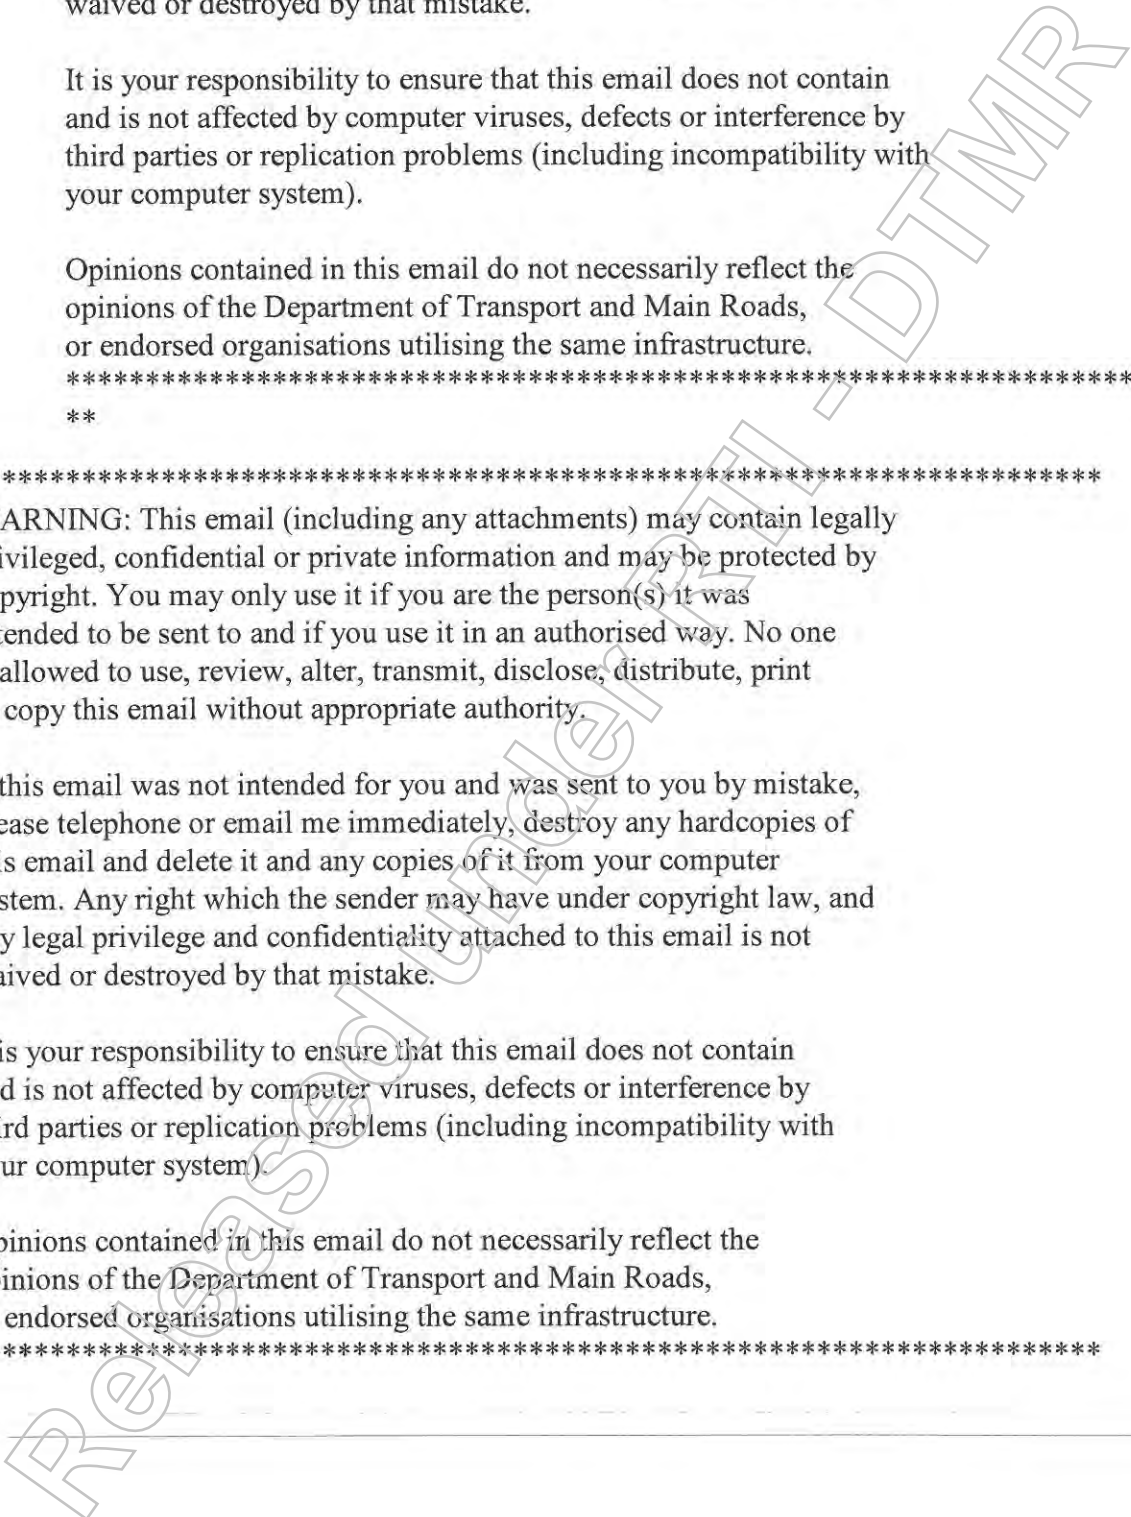 waived or destroyed by that mistake.
It is your responsibility to ensure that this email does not contain
and is not affected by computer viruses, defects or interference by
third parties or replication problems (including incompatibility with
your computer system).
Opinions contained in this email do not necessarily reflect the
opinions of the Department of Transport and Main Roads,
or endorsed organisations utilising the same infrastructure.
*******************************************************************
**
*********************************************************************
ARNING: This email (including any attachments) may contain legally
ivileged, confidential or private information and may be protected by
pyright. You may only use it if you are the person(s) it was
tended to be sent to and if you use it in an authorised way. No one
allowed to use, review, alter, transmit, disclose, distribute, print
copy this email without appropriate authority.
this email was not intended for you and was sent to you by mistake,
ease telephone or email me immediately, destroy any hardcopies of
is email and delete it and any copies of it from your computer
stem. Any right which the sender may have under copyright law, and
y legal privilege and confidentiality attached to this email is not
aived or destroyed by that mistake.
is your responsibility to ensure that this email does not contain
d is not affected by computer viruses, defects or interference by
ird parties or replication problems (including incompatibility with
ur computer system).
pinions contained in this email do not necessarily reflect the
inions of the Department of Transport and Main Roads,
endorsed organisations utilising the same infrastructure.
*********************************************************************
Released under RTI - DTMR